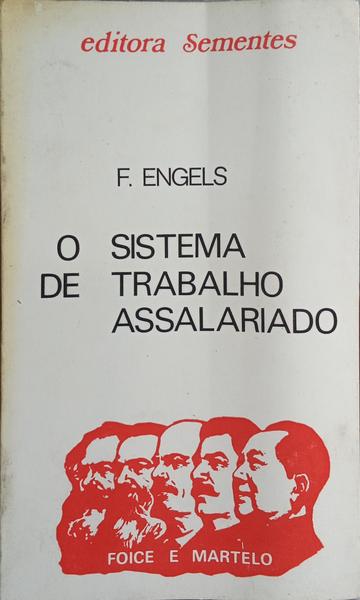 editora Sementes
F. ENGELS
O SISTEMA
DE TRABALHO
ASSALARIADO
FOICE E MARTELO